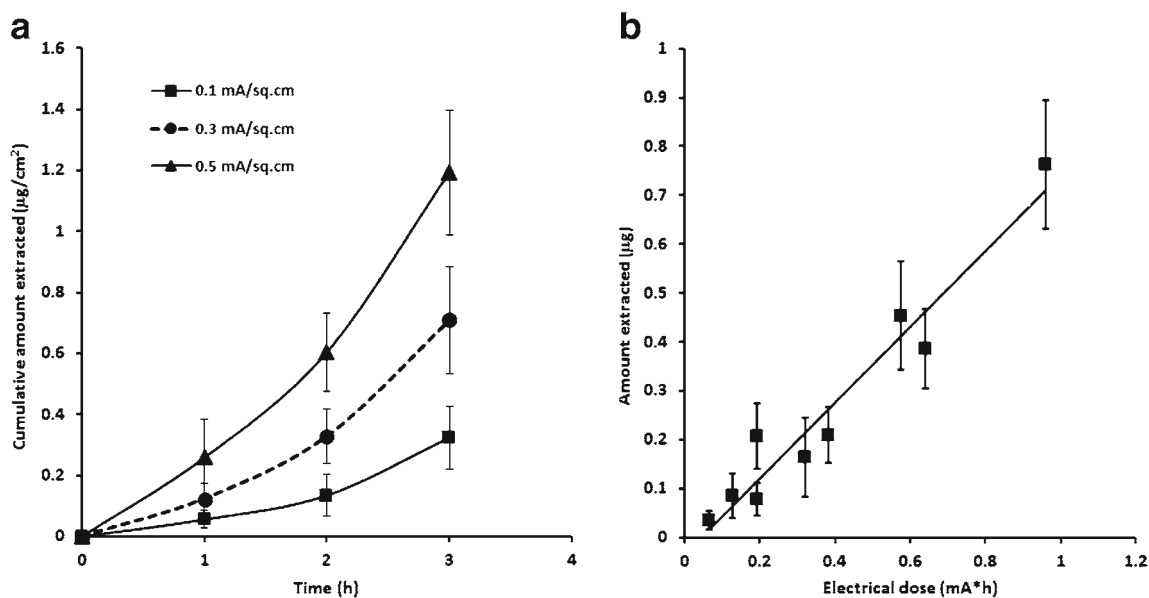 a
1.6
1.4
1.2
1
0.8
0.6
0.4
0.2
0
0 1 2 3 4
Cumulative amount extracted (µg/cm²)
Time (h)
0.1 mA/sq.cm
0.3 mA/sq.cm
0.5 mA/sq.cm
b
1
0.9
0.8
0.7
0.6
0.5
0.4
0.3
0.2
0.1
0
0 0.2 0.4 0.6 0.8 1 1.2
Amount extracted (µg)
Electrical dose (mA*h)